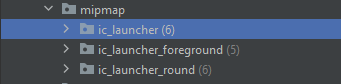 mipmap
ic_launcher (6)
ic_launcher_foreground (5)
ic_launcher_round (6)